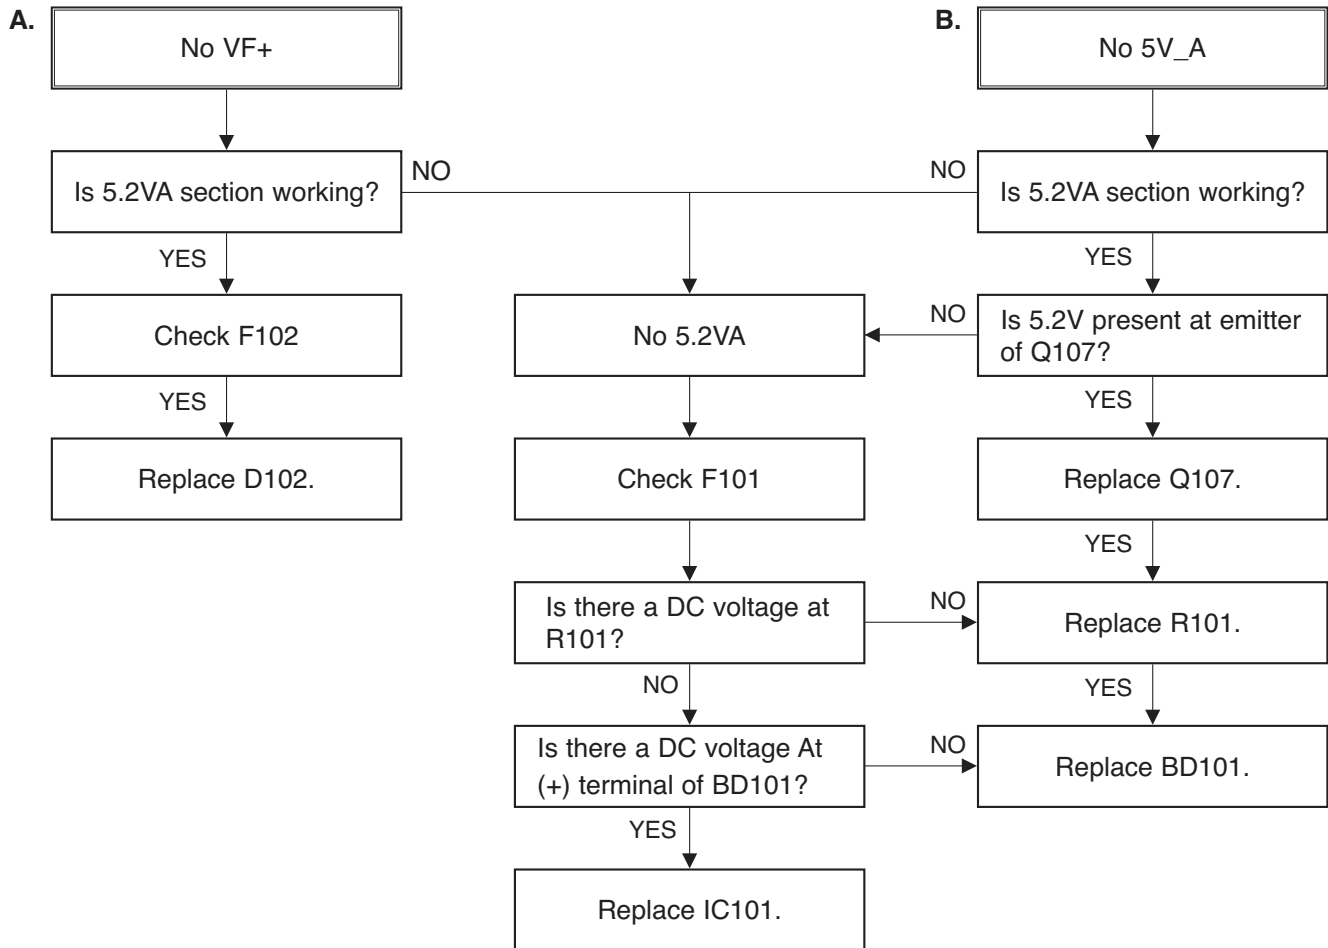 A.
No VF+
B.
No 5V_A
Is 5.2VA section working?
NO
NO
Is 5.2VA section working?
YES
YES
Check F102
No 5.2VA
NO
Is 5.2V present at emitter
of Q107?
YES
YES
Replace D102.
Check F101
Replace Q107.
YES
Is there a DC voltage at
R101?
NO
Replace R101.
NO
YES
Is there a DC voltage At
(+) terminal of BD101?
NO
Replace BD101.
YES
Replace IC101.